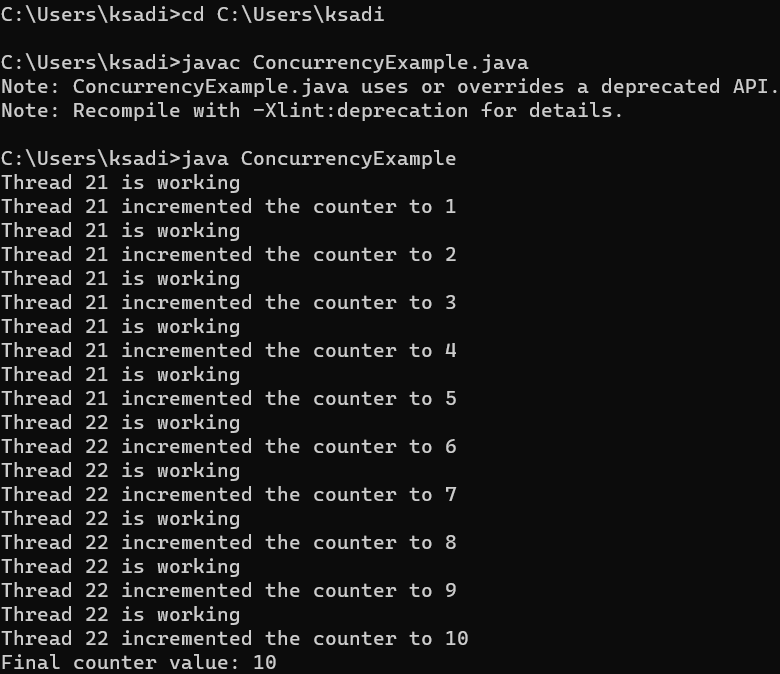 C:\Users\ksadi>cd C:\Users\ksadi
C:\Users\ksadi>javac ConcurrencyExample.java
Note: ConcurrencyExample.java uses or overrides a deprecated API.
Note: Recompile with -Xlint:deprecation for details.
C:\Users\ksadi>java ConcurrencyExample
Thread 21 is working
Thread 21 incremented the counter to 1
Thread 21 is working
Thread 21 incremented the counter to 2
Thread 21 is working
Thread 21 incremented the counter to 3
Thread 21 is working
Thread 21 incremented the counter to 4
Thread 21 is working
Thread 21 incremented the counter to 5
Thread 22 is working
Thread 22 incremented the counter to 6
Thread 22 is working
Thread 22 incremented the counter to 7
Thread 22 is working
Thread 22 incremented the counter to 8
Thread 22 is working
Thread 22 incremented the counter to 9
Thread 22 is working
Thread 22 incremented the counter to 10
Final counter value: 10